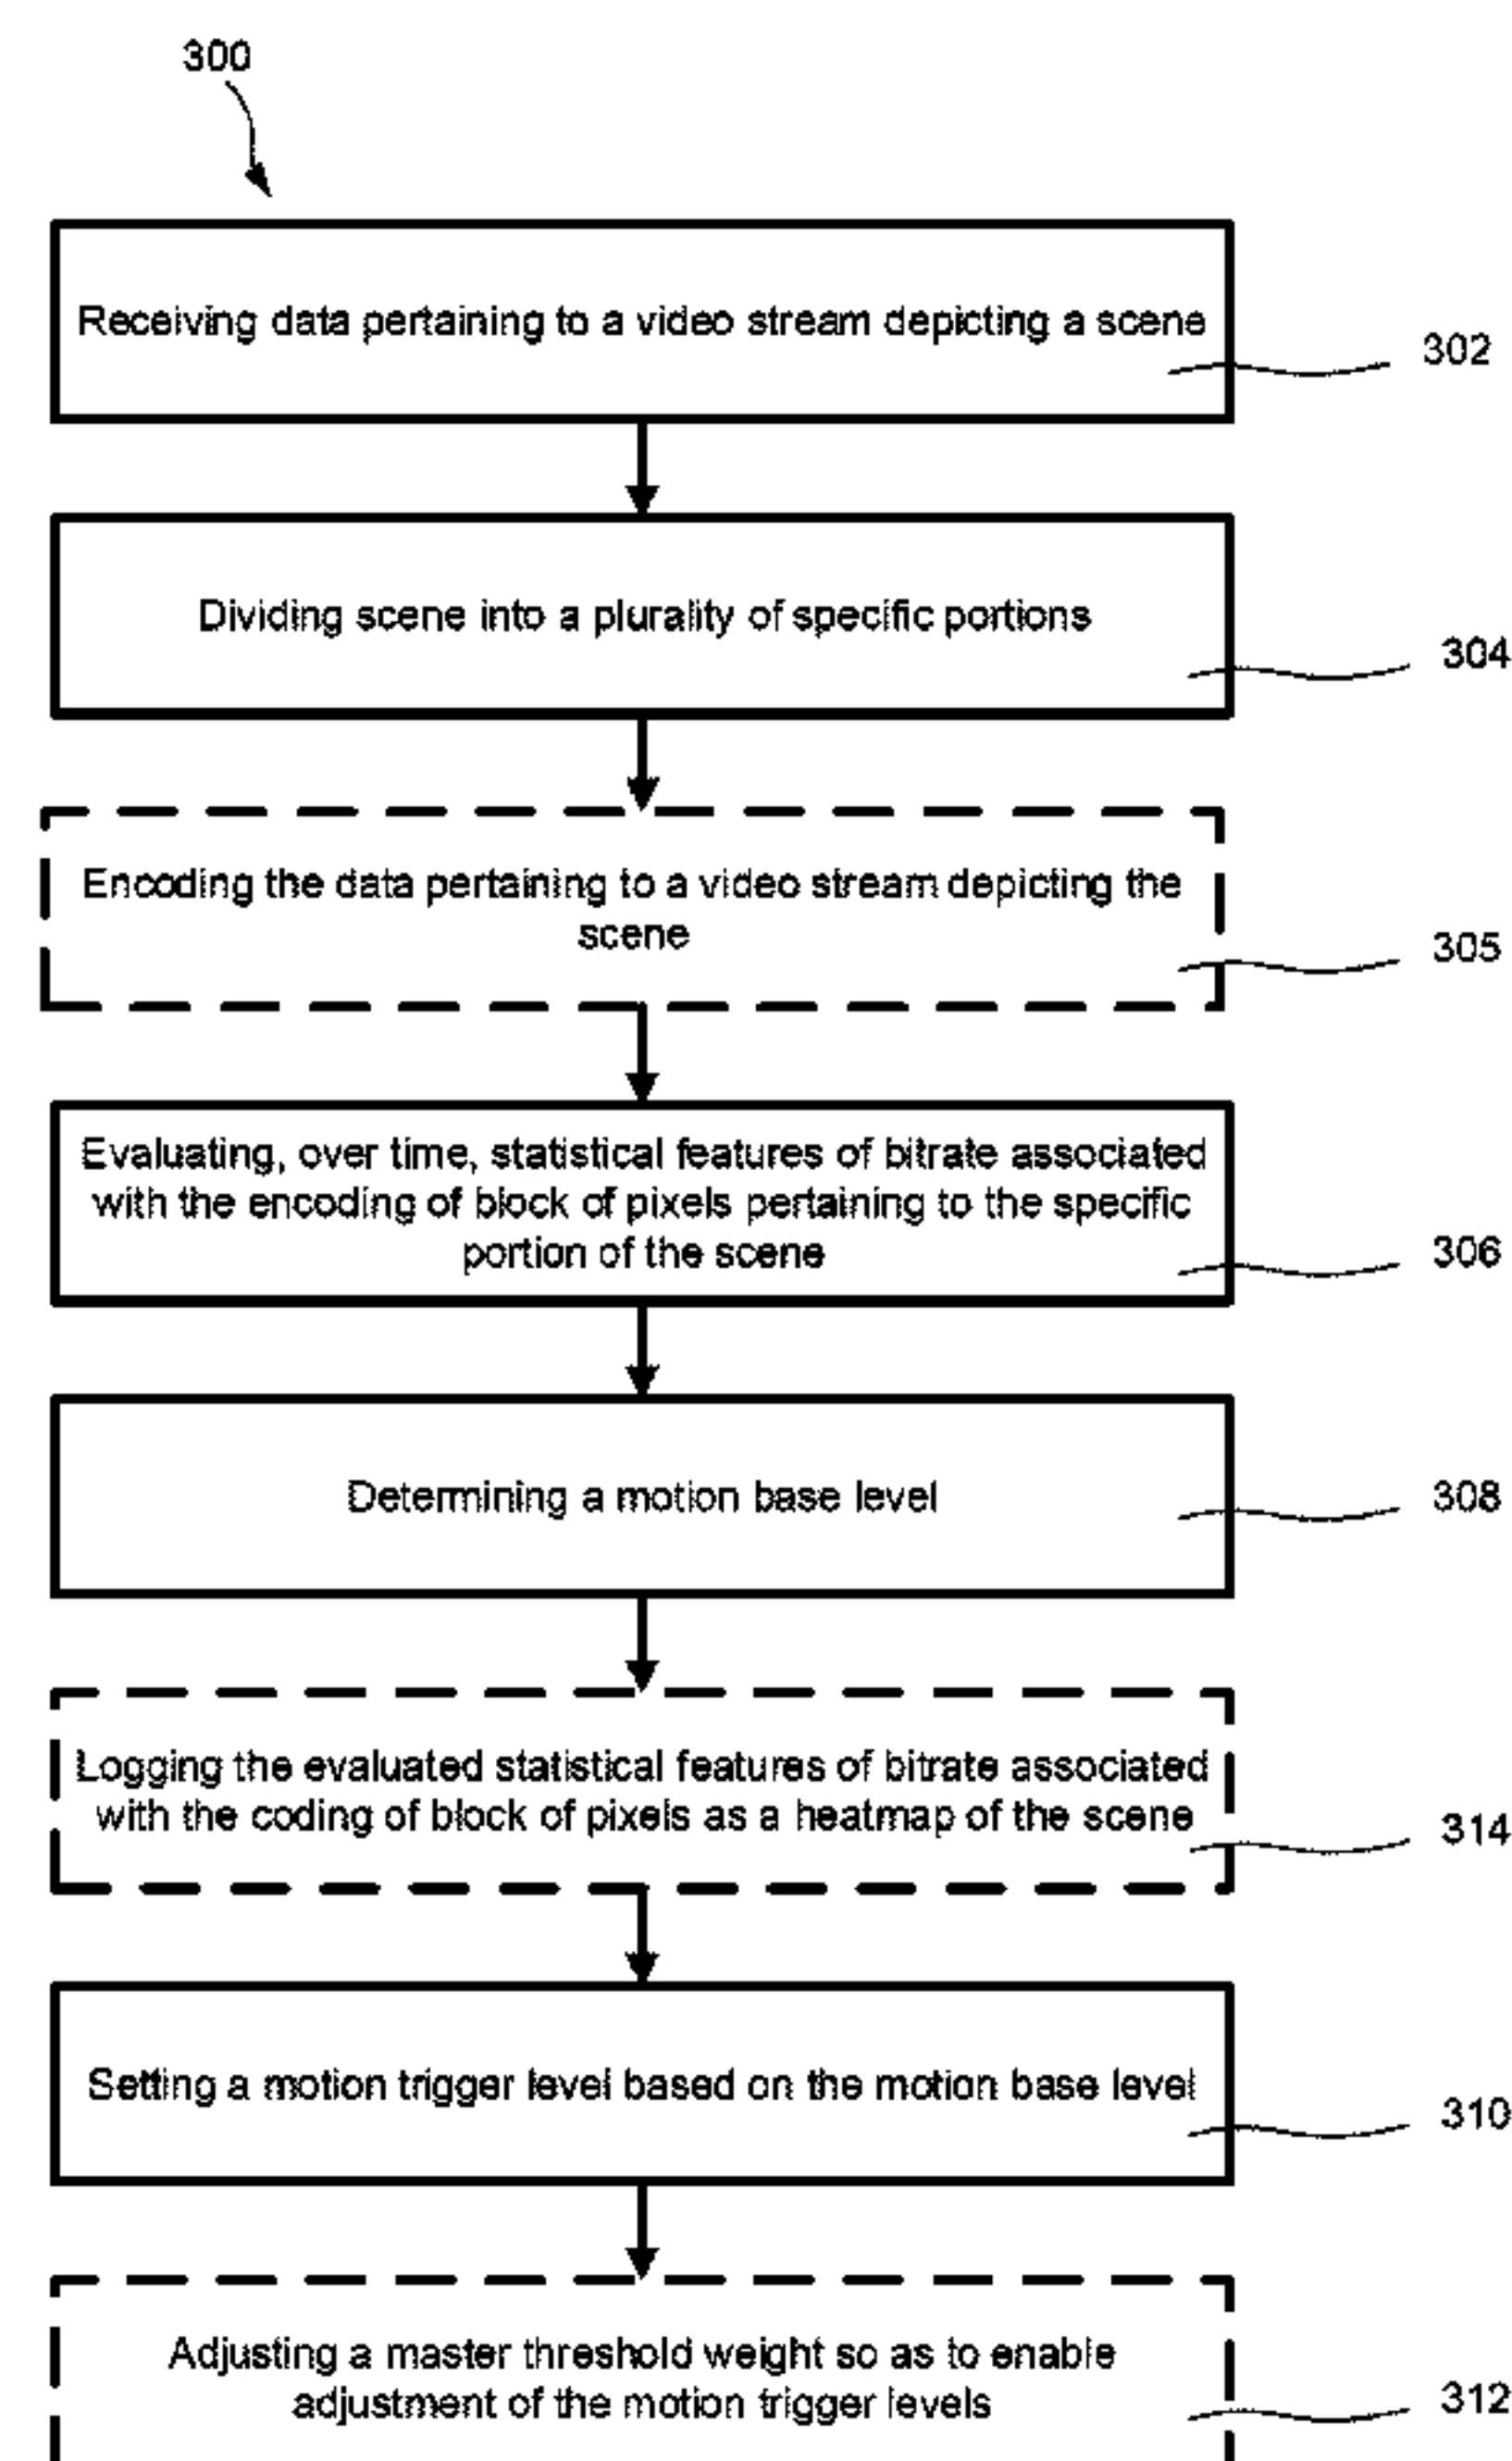 300
Receiving data pertaining to a video stream depicting a scene
302
Dividing scene into a plurality of specific portions
304
Encoding the data pertaining to a video stream depicting the
scene
305
Evaluating, over time, statistical features of bitrate associated
with the encoding of block of pixels pertaining to the specific
portion of the scene
306
Determining a motion base level
308
Logging the evaluated statistical features of bitrate associated
with the coding of block of pixels as a heatmap of the scene
314
Setting a motion trigger level based on the motion base level
310
Adjusting a master threshold weight so as to enable
adjustment of the motion trigger levels
312